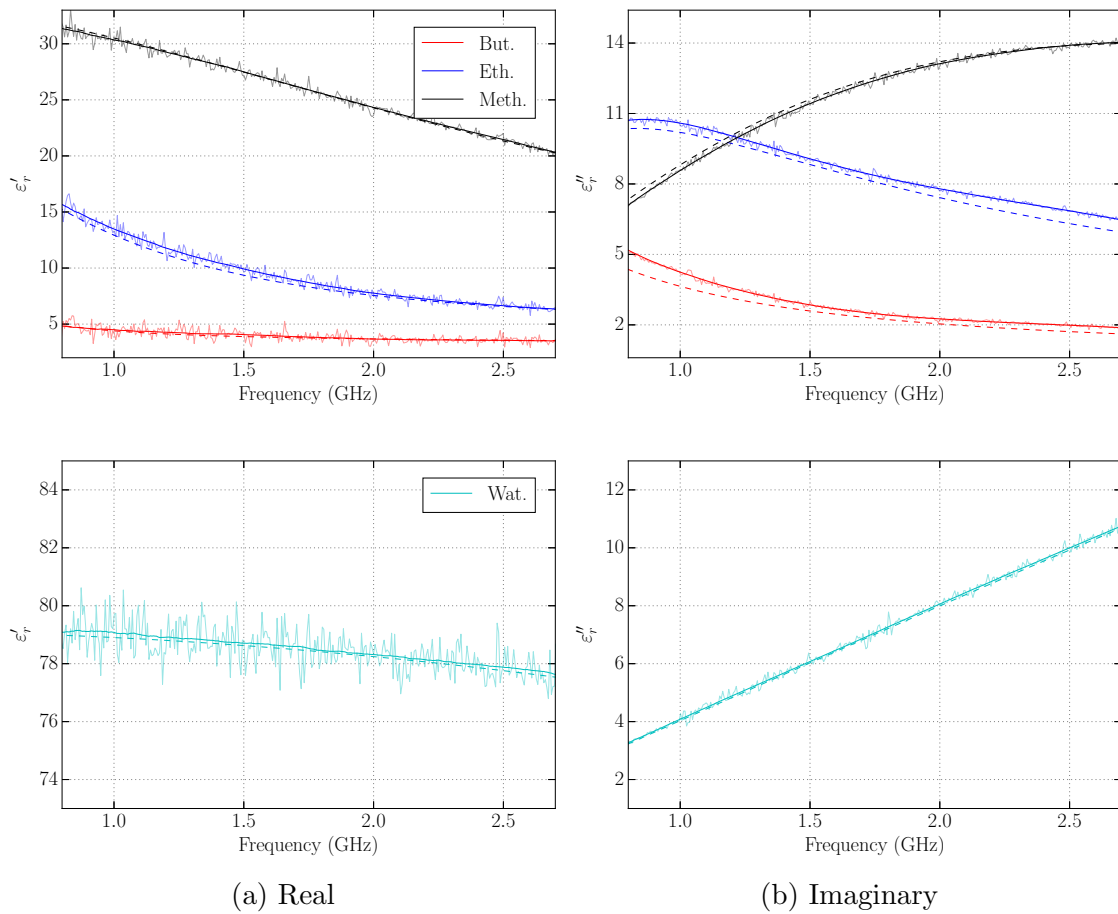 30
25
20
15
10
5
ε′r
1.0 1.5 2.0 2.5
Frequency (GHz)
But.
Eth.
Meth.
14
11
8
5
2
ε″r
1.0 1.5 2.0 2.5
Frequency (GHz)
84
82
80
78
76
74
ε′r
1.0 1.5 2.0 2.5
Frequency (GHz)
Wat.
12
10
8
6
4
2
ε″r
1.0 1.5 2.0 2.5
Frequency (GHz)
(a) Real
(b) Imaginary